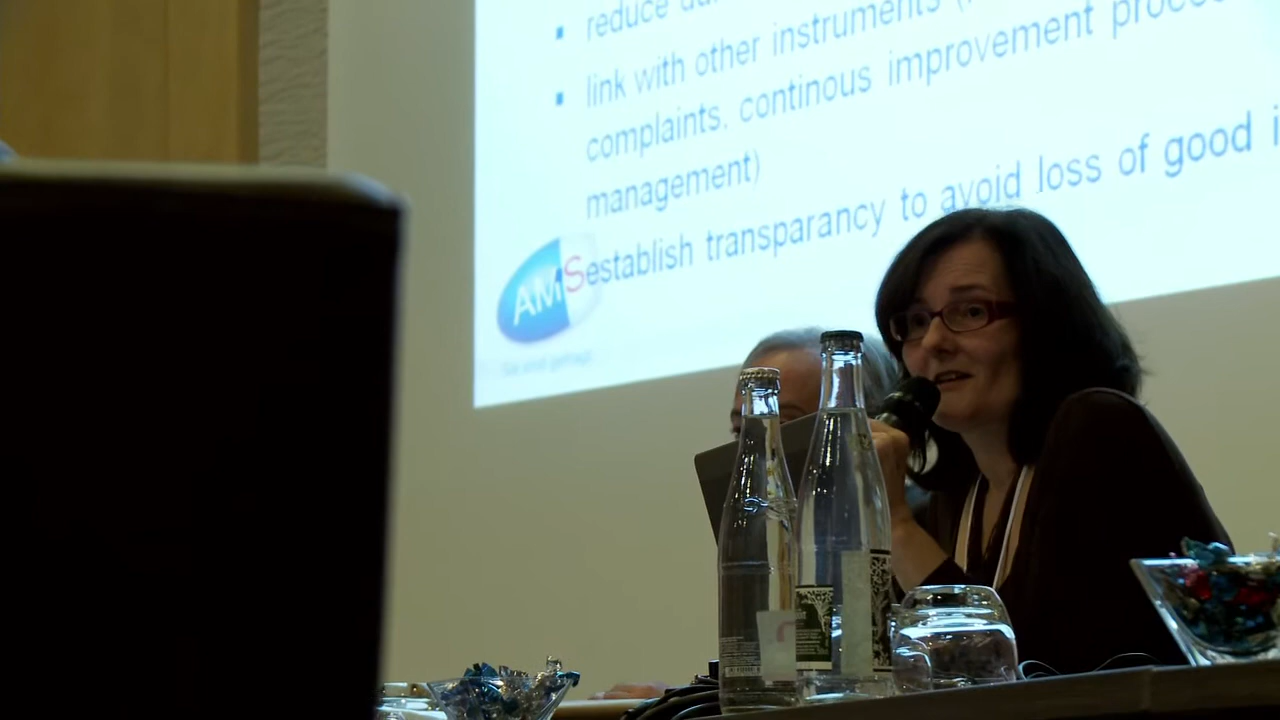 reduce
link with other instruments
complaints, continous improvement
management)
establish transparancy to avoid loss of good
AMS